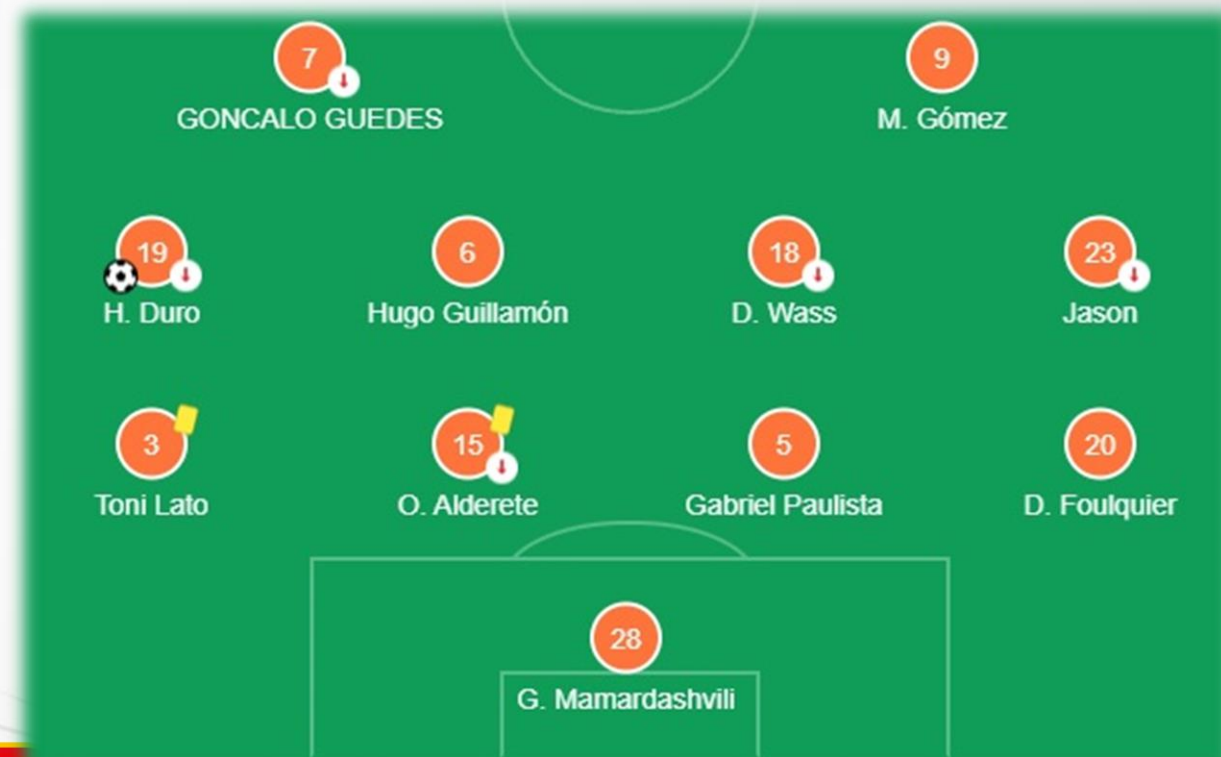 7
9
GONCALO GUEDES
M. Gómez
19
6
18
23
H. Duro
Hugo Guillamón
D. Wass
Jason
3
15
5
20
Toni Lato
O. Alderete
Gabriel Paulista
D. Foulquier
28
G. Mamardashvili